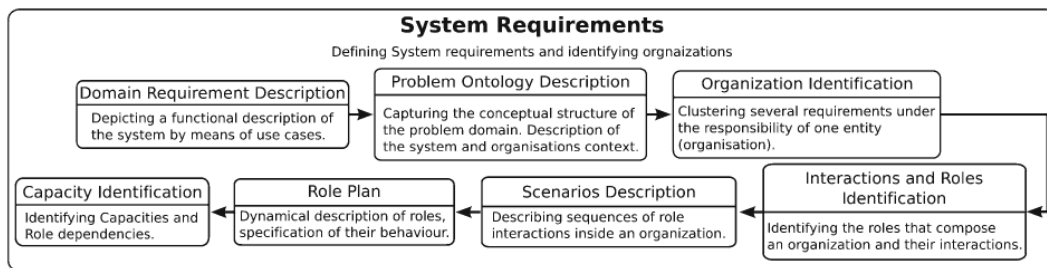 System Requirements
Defining System requirements and identifying orgnaizations
Domain Requirement Description
Depicting a functional description of
the system by means of use cases.
Problem Ontology Description
Capturing the conceptual structure of
the problem domain. Description of
the system and organisations context.
Organization Identification
Clustering several requirements under
the responsibility of one entity
(organisation).
Interactions and Roles
Identification
Identifying the roles that compose
an organization and their interactions.
Scenarios Description
Describing sequences of role
interactions inside an organization.
Role Plan
Dynamical description of roles,
specification of their behaviour.
Capacity Identification
Identifying Capacities and
Role dependencies.